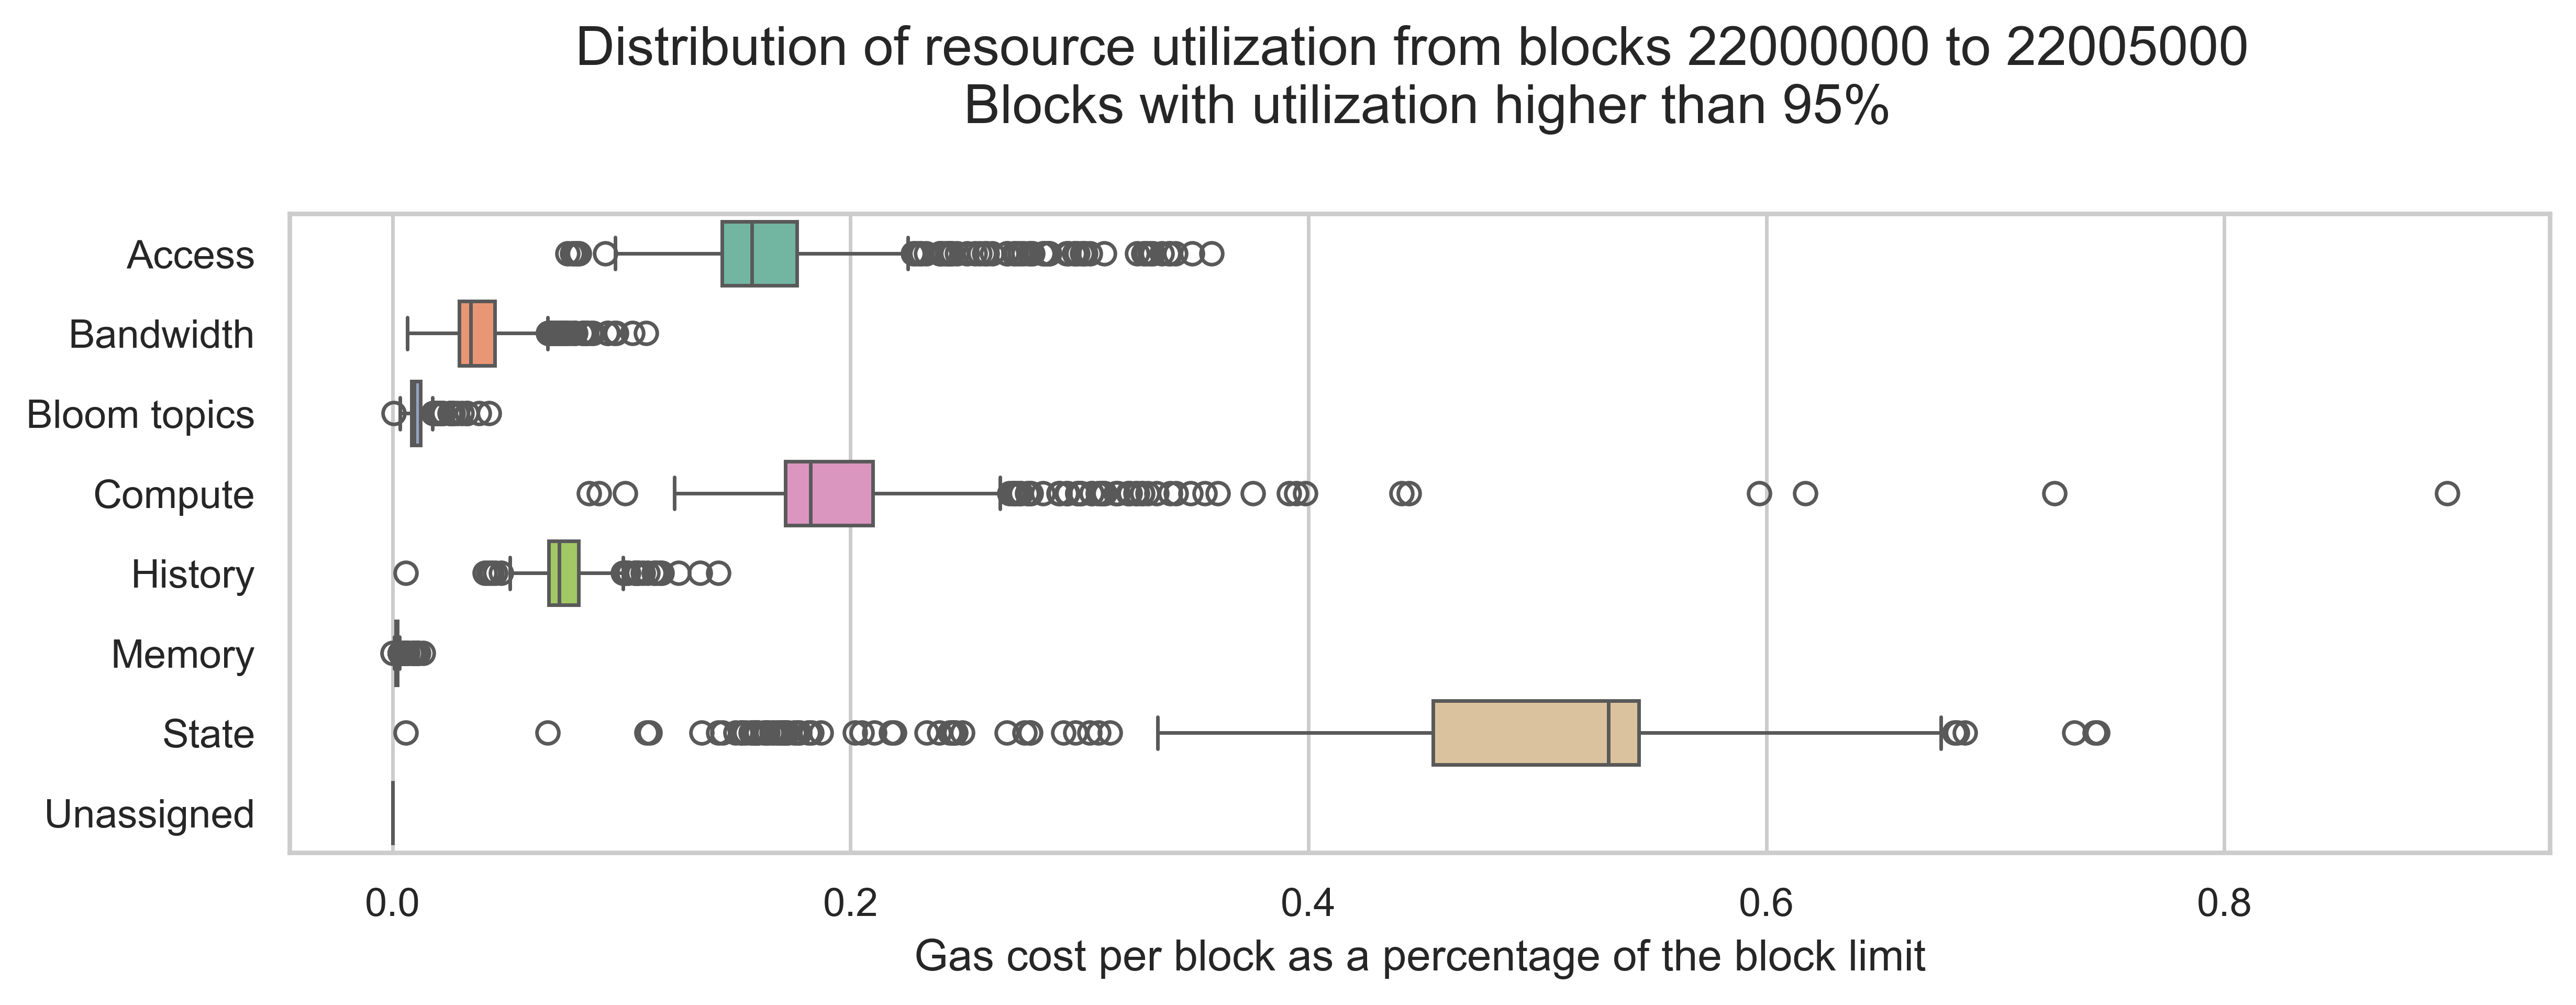 Distribution of resource utilization from blocks 22000000 to 22005000
Blocks with utilization higher than 95%
Access
Bandwidth
Bloom topics
Compute
History
Memory
State
Unassigned
0.0
0.2
0.4
0.6
0.8
Gas cost per block as a percentage of the block limit